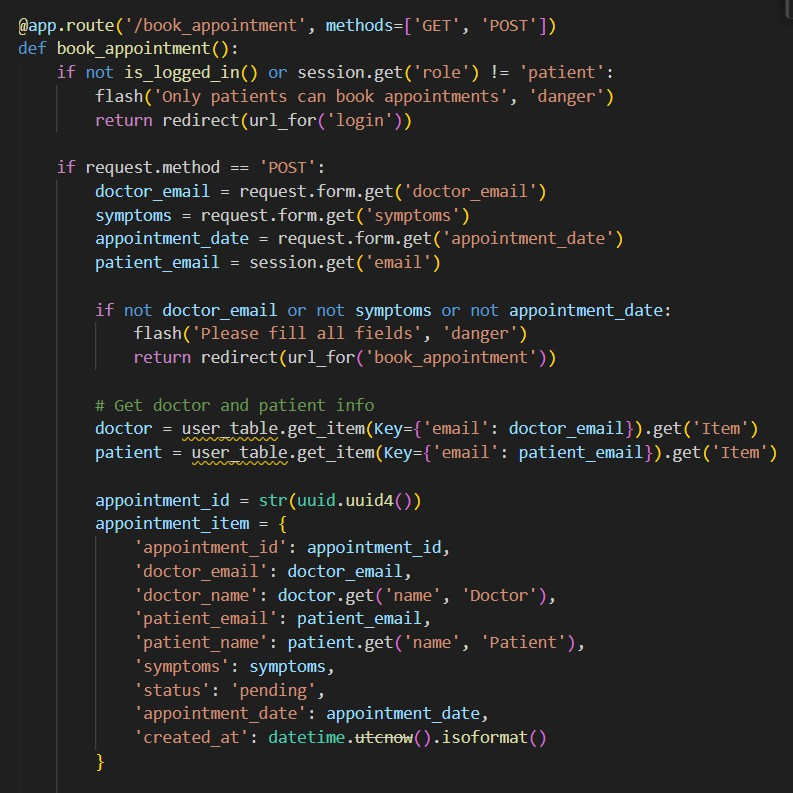 @app.route('/book_appointment', methods=['GET', 'POST'])
def book_appointment():
    if not is_logged_in() or session.get('role') != 'patient':
        flash('Only patients can book appointments', 'danger')
        return redirect(url_for('login'))

    if request.method == 'POST':
        doctor_email = request.form.get('doctor_email')
        symptoms = request.form.get('symptoms')
        appointment_date = request.form.get('appointment_date')
        patient_email = session.get('email')

        if not doctor_email or not symptoms or not appointment_date:
            flash('Please fill all fields', 'danger')
            return redirect(url_for('book_appointment'))

        # Get doctor and patient info
        doctor = user_table.get_item(Key={'email': doctor_email}).get('Item')
        patient = user_table.get_item(Key={'email': patient_email}).get('Item')

        appointment_id = str(uuid.uuid4())
        appointment_item = {
            'appointment_id': appointment_id,
            'doctor_email': doctor_email,
            'doctor_name': doctor.get('name', 'Doctor'),
            'patient_email': patient_email,
            'patient_name': patient.get('name', 'Patient'),
            'symptoms': symptoms,
            'status': 'pending',
            'appointment_date': appointment_date,
            'created_at': datetime.utcnow().isoformat()
        }